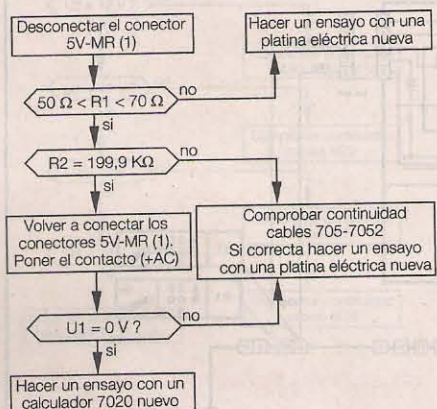 Desconectar el conector
5V-MR (1)
Hacer un ensayo con una
platina eléctrica nueva
no
50 Ω < R1 < 70 Ω
si
no
R2 = 199,9 KΩ
si
Volver a conectar los
conectores 5V-MR (1).
Poner el contacto (+AC)
Comprobar continuidad
cables 705-7052
Si correcta hacer un ensayo
con una platina eléctrica nueva
no
U1 = 0 V ?
si
Hacer un ensayo con un
calculador 7020 nuevo